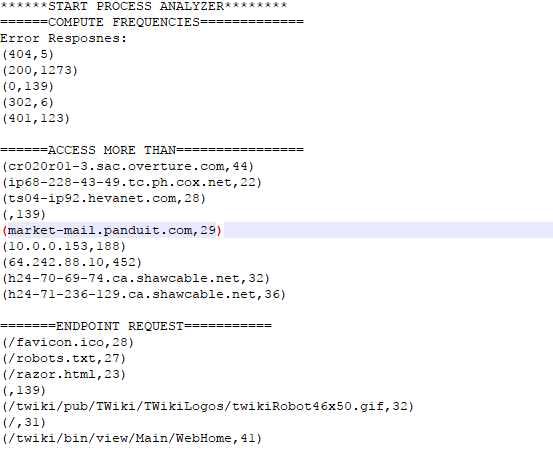 ******START PROCESS ANALYZER********
======COMPUTE FREQUENCIES=============
Error Resposnes:
(404,5)
(200,1273)
(0,139)
(302,6)
(401,123)
======ACCESS MORE THAN================
(cr020r01-3.sac.overture.com,44)
(ip68-228-43-49.tc.ph.cox.net,22)
(ts04-ip92.hevanet.com,28)
(,139)
(market-mail.panduit.com,29)
(10.0.0.153,188)
(64.242.88.10,452)
(h24-70-69-74.ca.shawcable.net,32)
(h24-71-236-129.ca.shawcable.net,36)
=======ENDPOINT REQUEST===========
(/favicon.ico,28)
(/robots.txt,27)
(/razor.html,23)
(,139)
(/twiki/pub/TWiki/TWikiLogos/twikiRobot46x50.gif,32)
(/,31)
(/twiki/bin/view/Main/WebHome,41)